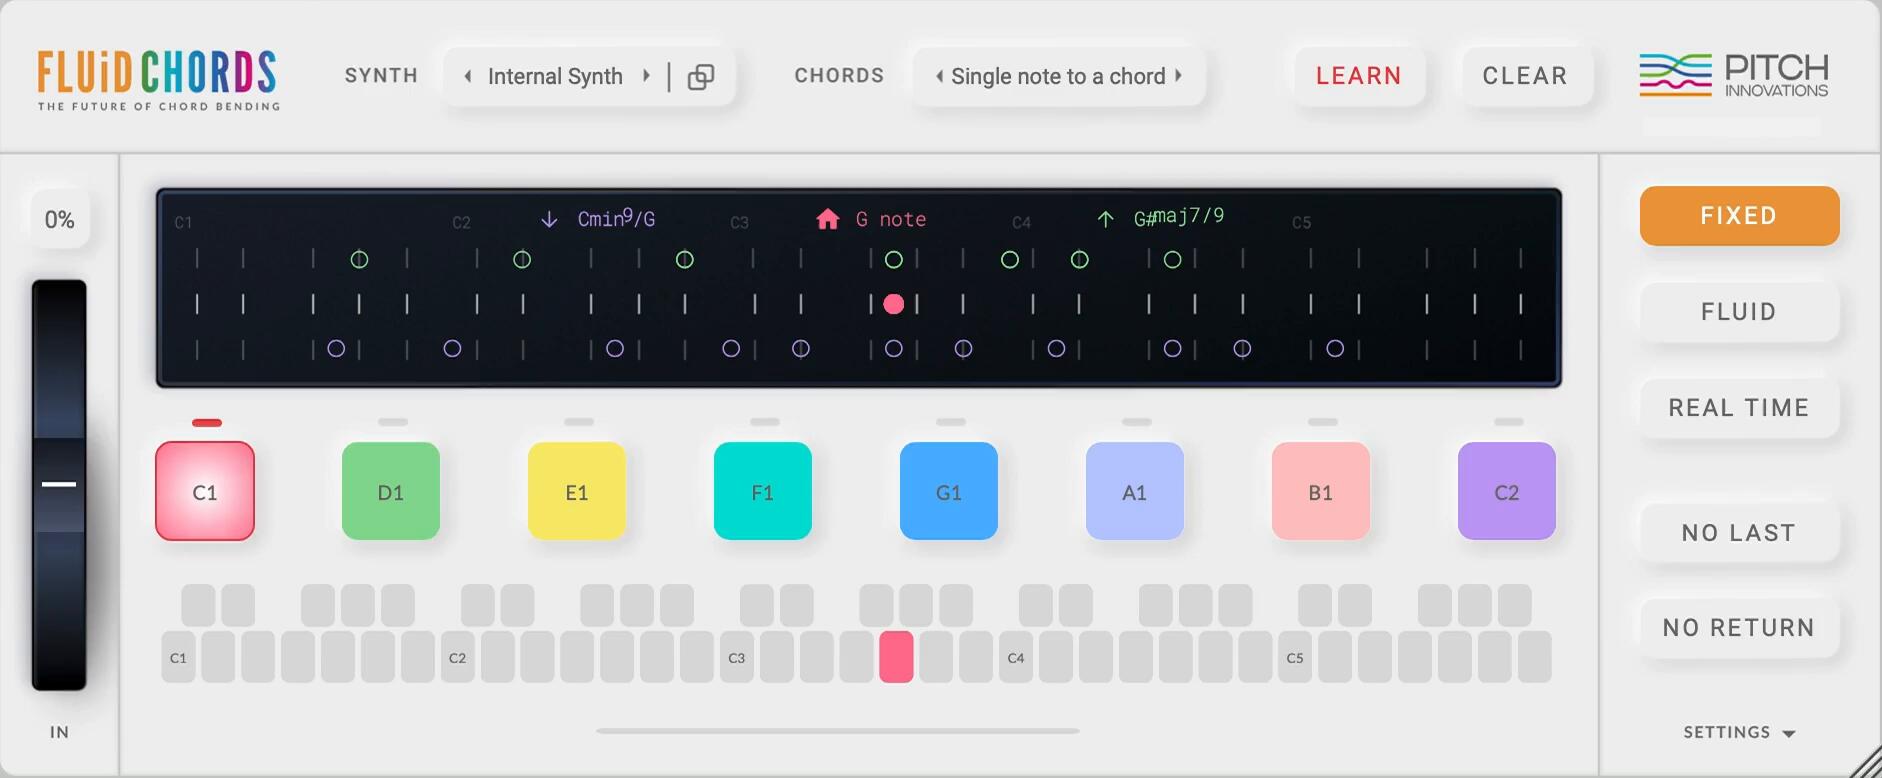 FLUiD CHORDS
THE FUTURE OF CHORD BENDING
SYNTH
Internal Synth
CHORDS
Single note to a chord
LEARN
CLEAR
PITCH
INNOVATIONS
0%
C1
C2
↓ Cmin9/G
C3
G note
C4
↑ G#maj7/9
C5
FIXED
FLUID
REAL TIME
NO LAST
NO RETURN
C1
D1
E1
F1
G1
A1
B1
C2
C1
C2
C3
C4
C5
IN
SETTINGS